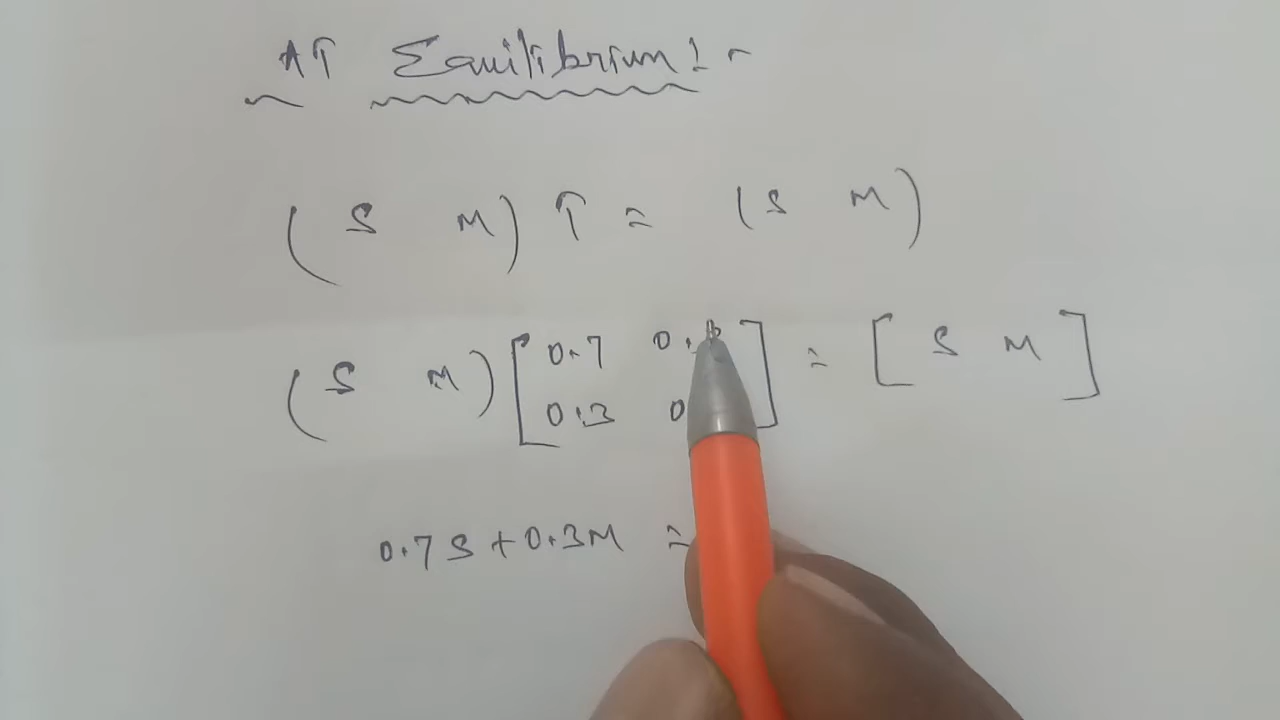 AT Equilibrium :-
( S M ) T = ( S M )
( S M ) [ 0.7 0.
0.3 0 ] = [ S M ]
0.7 S + 0.3 M =